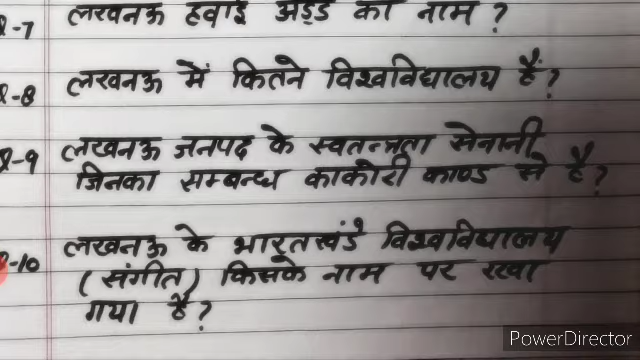 Q-7 लखनऊ हवाई अड्डे का नाम ?
Q-8 लखनऊ में कितने विश्वविद्यालय हैं?
Q-9 लखनऊ जनपद के स्वतन्त्रता सेनानी
जिनका सम्बन्ध काकोरी काण्ड से है?
Q-10 लखनऊ के भारतखंडे विश्वविद्यालय
(संगीत) किसके नाम पर रखा
गया है?
PowerDirector